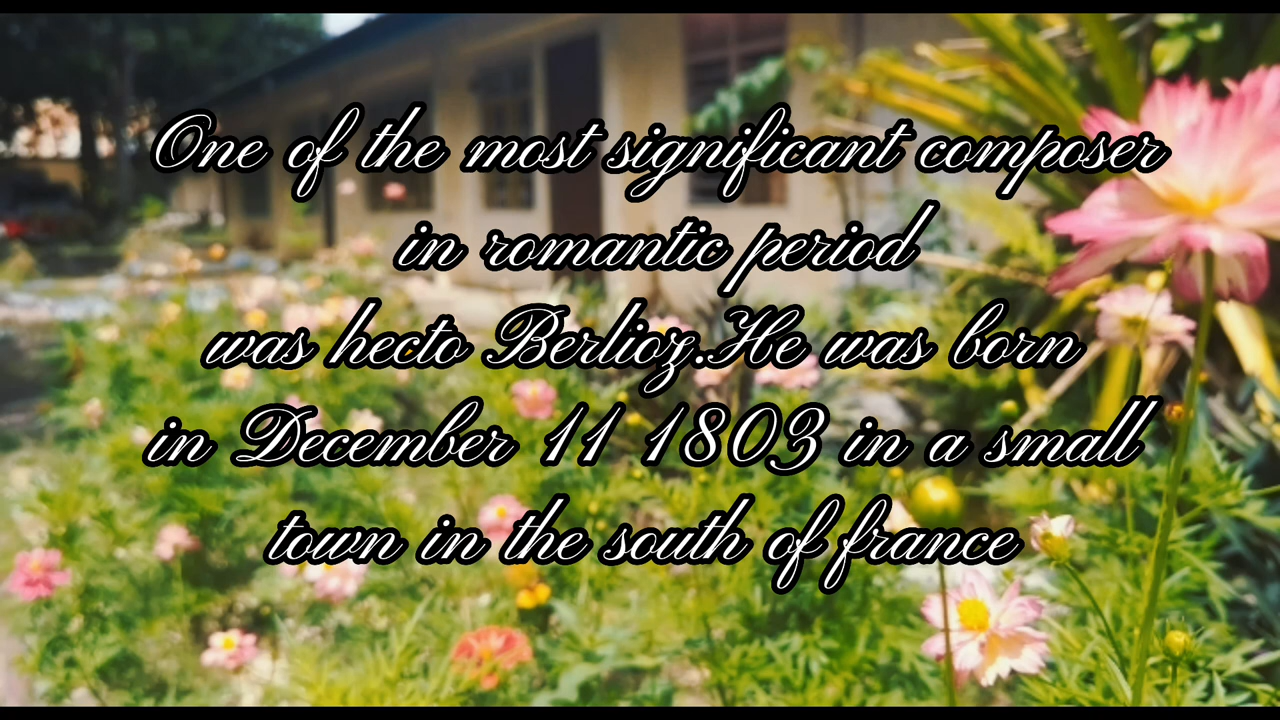 One of the most significant composer
in romantic period
was hecto Berlioz.He was born
in December 11 1803 in a small
town in the south of france